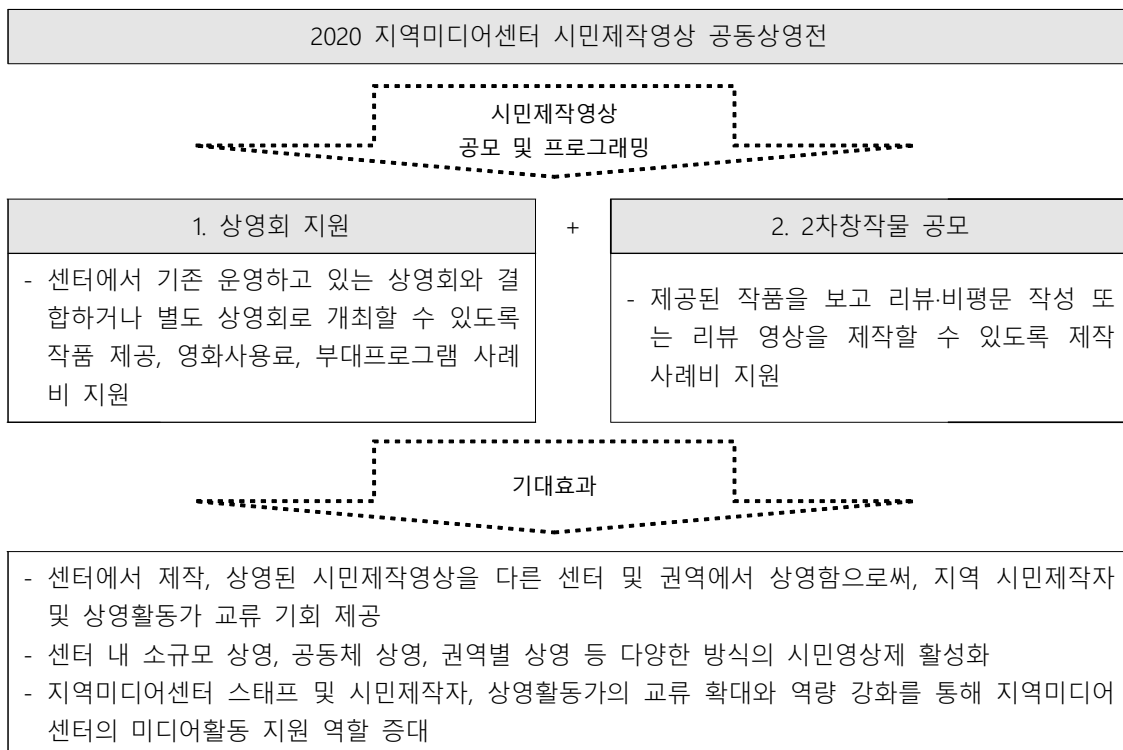 2020 지역미디어센터 시민제작영상 공동상영전
시민제작영상
공모 및 프로그래밍
1. 상영회 지원
- 센터에서 기존 운영하고 있는 상영회와 결
합하거나 별도 상영회로 개최할 수 있도록
작품 제공, 영화사용료, 부대프로그램 사례
비 지원
+
2. 2차창작물 공모
- 제공된 작품을 보고 리뷰·비평문 작성 또
는 리뷰 영상을 제작할 수 있도록 제작
사례비 지원
기대효과
- 센터에서 제작, 상영된 시민제작영상을 다른 센터 및 권역에서 상영함으로써, 지역 시민제작자
및 상영활동가 교류 기회 제공
- 센터 내 소규모 상영, 공동체 상영, 권역별 상영 등 다양한 방식의 시민영상제 활성화
- 지역미디어센터 스태프 및 시민제작자, 상영활동가의 교류 확대와 역량 강화를 통해 지역미디어
센터의 미디어활동 지원 역할 증대